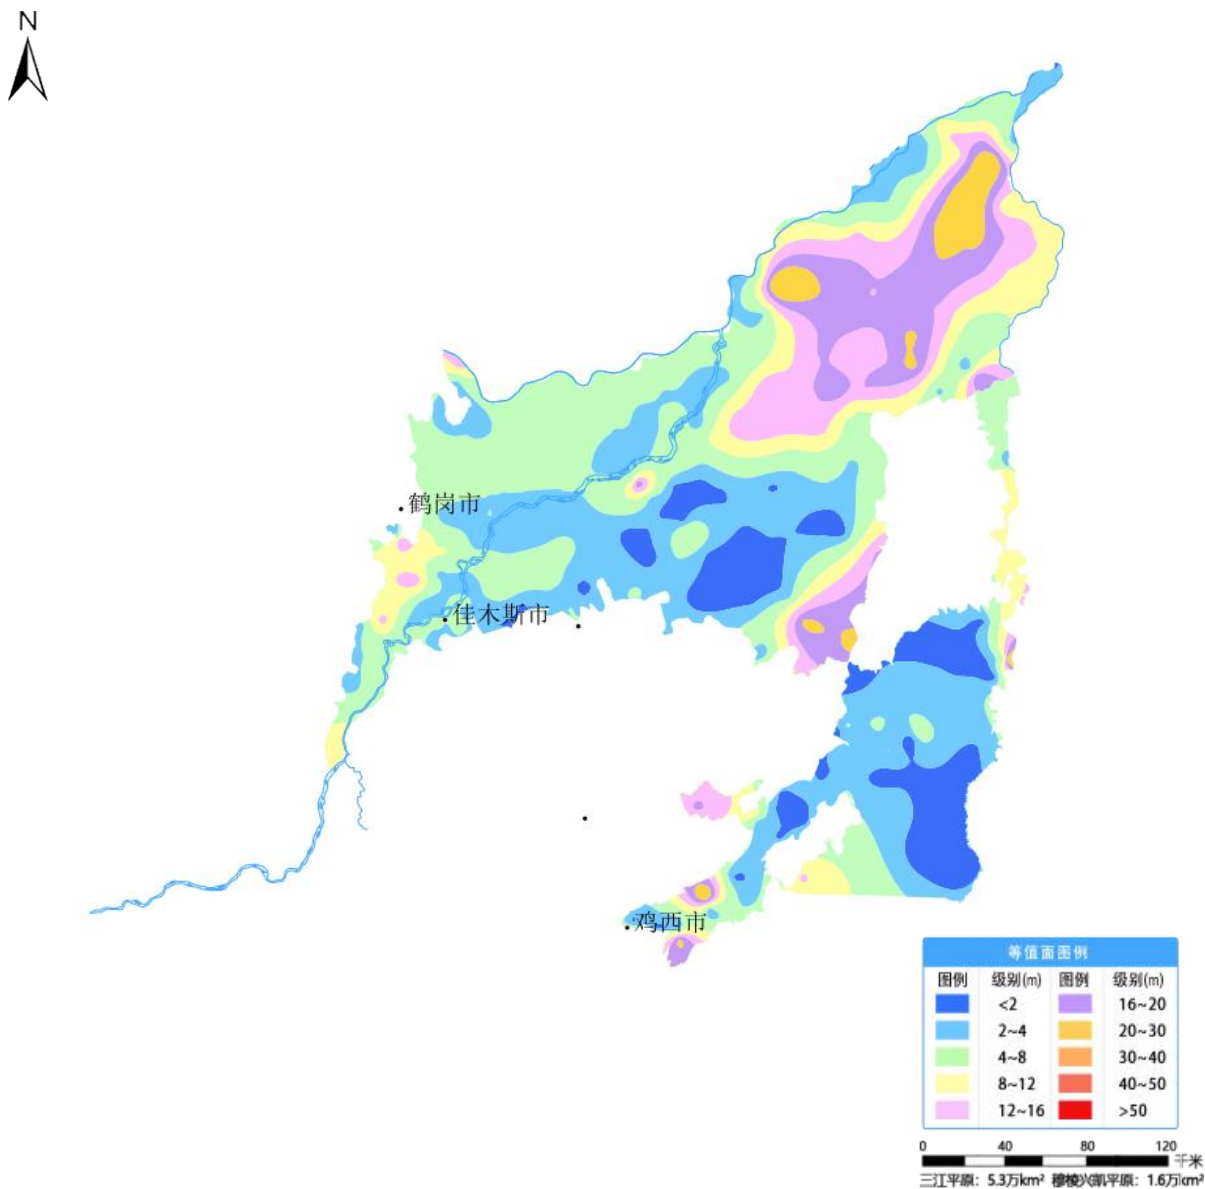 N
鹤岗市
佳木斯市
鸡西市
等值面图例
图例 级别(m) 图例 级别(m)
<2 16~20
2~4 20~30
4~8 30~40
8~12 40~50
12~16 >50
0 40 80 120
千米
三江平原：5.3万km² 穆棱兴凯平原：1.6万km²